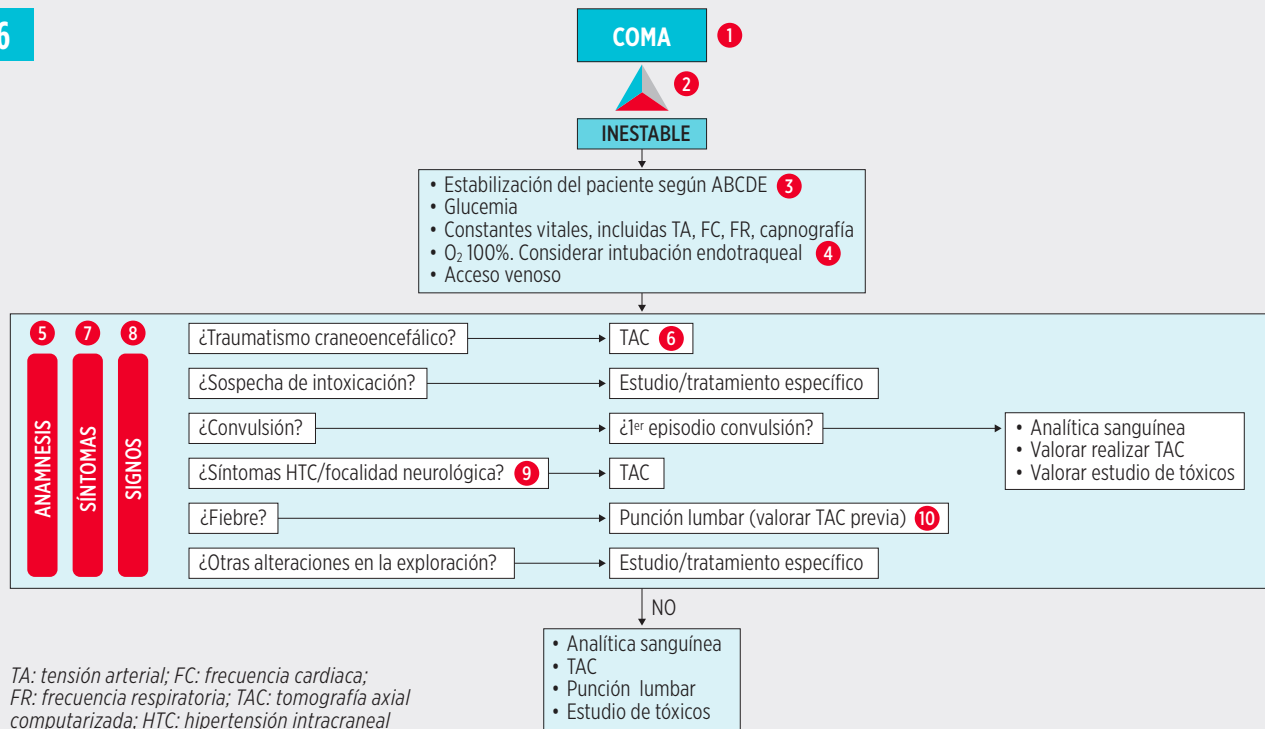 6
COMA 1
2
INESTABLE
• Estabilización del paciente según ABCDE 3
• Glucemia
• Constantes vitales, incluidas TA, FC, FR, capnografía
• O₂ 100%. Considerar intubación endotraqueal 4
• Acceso venoso
5 7 8
ANAMNESIS
SÍNTOMAS
SIGNOS
¿Traumatismo craneoencefálico?
TAC 6
¿Sospecha de intoxicación?
Estudio/tratamiento específico
¿Convulsión?
¿1er episodio convulsión?
• Analítica sanguínea
• Valorar realizar TAC
• Valorar estudio de tóxicos
¿Síntomas HTC/focalidad neurológica? 9
TAC
¿Fiebre?
Punción lumbar (valorar TAC previa) 10
¿Otras alteraciones en la exploración?
Estudio/tratamiento específico
NO
• Analítica sanguínea
• TAC
• Punción lumbar
• Estudio de tóxicos
TA: tensión arterial; FC: frecuencia cardiaca;
FR: frecuencia respiratoria; TAC: tomografía axial
computarizada; HTC: hipertensión intracraneal